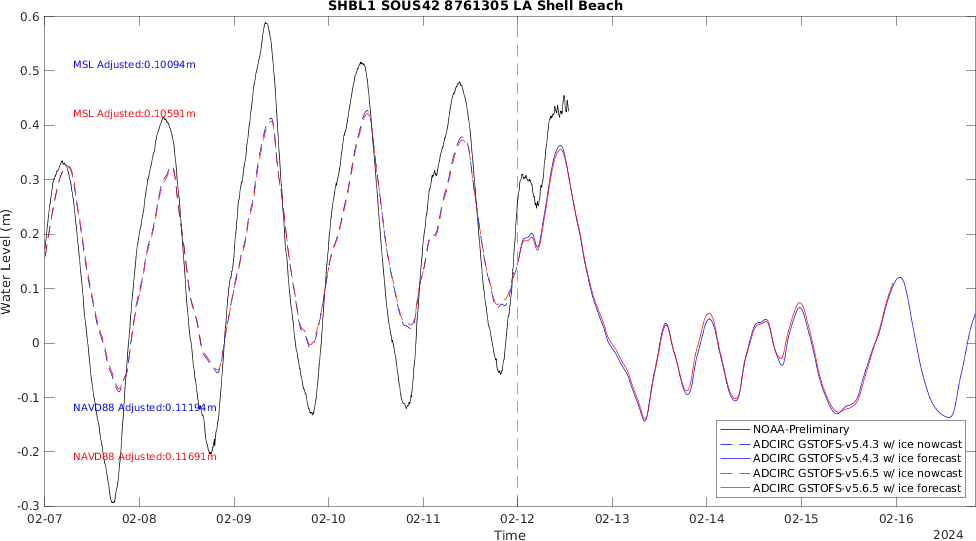 SHBL1 SOUS42 8761305 LA Shell Beach
0.6
0.5
0.4
0.3
0.2
0.1
0
-0.1
-0.2
-0.3
Water Level (m)
MSL Adjusted:0.10094m
MSL Adjusted:0.10591m
NAVD88 Adjusted:0.11194m
NAVD88 Adjusted:0.11691m
NOAA-Preliminary
ADCIRC GSTOFS-v5.4.3 w/ ice nowcast
ADCIRC GSTOFS-v5.4.3 w/ ice forecast
ADCIRC GSTOFS-v5.6.5 w/ ice nowcast
ADCIRC GSTOFS-v5.6.5 w/ ice forecast
02-07 02-08 02-09 02-10 02-11 02-12 02-13 02-14 02-15 02-16
Time
2024